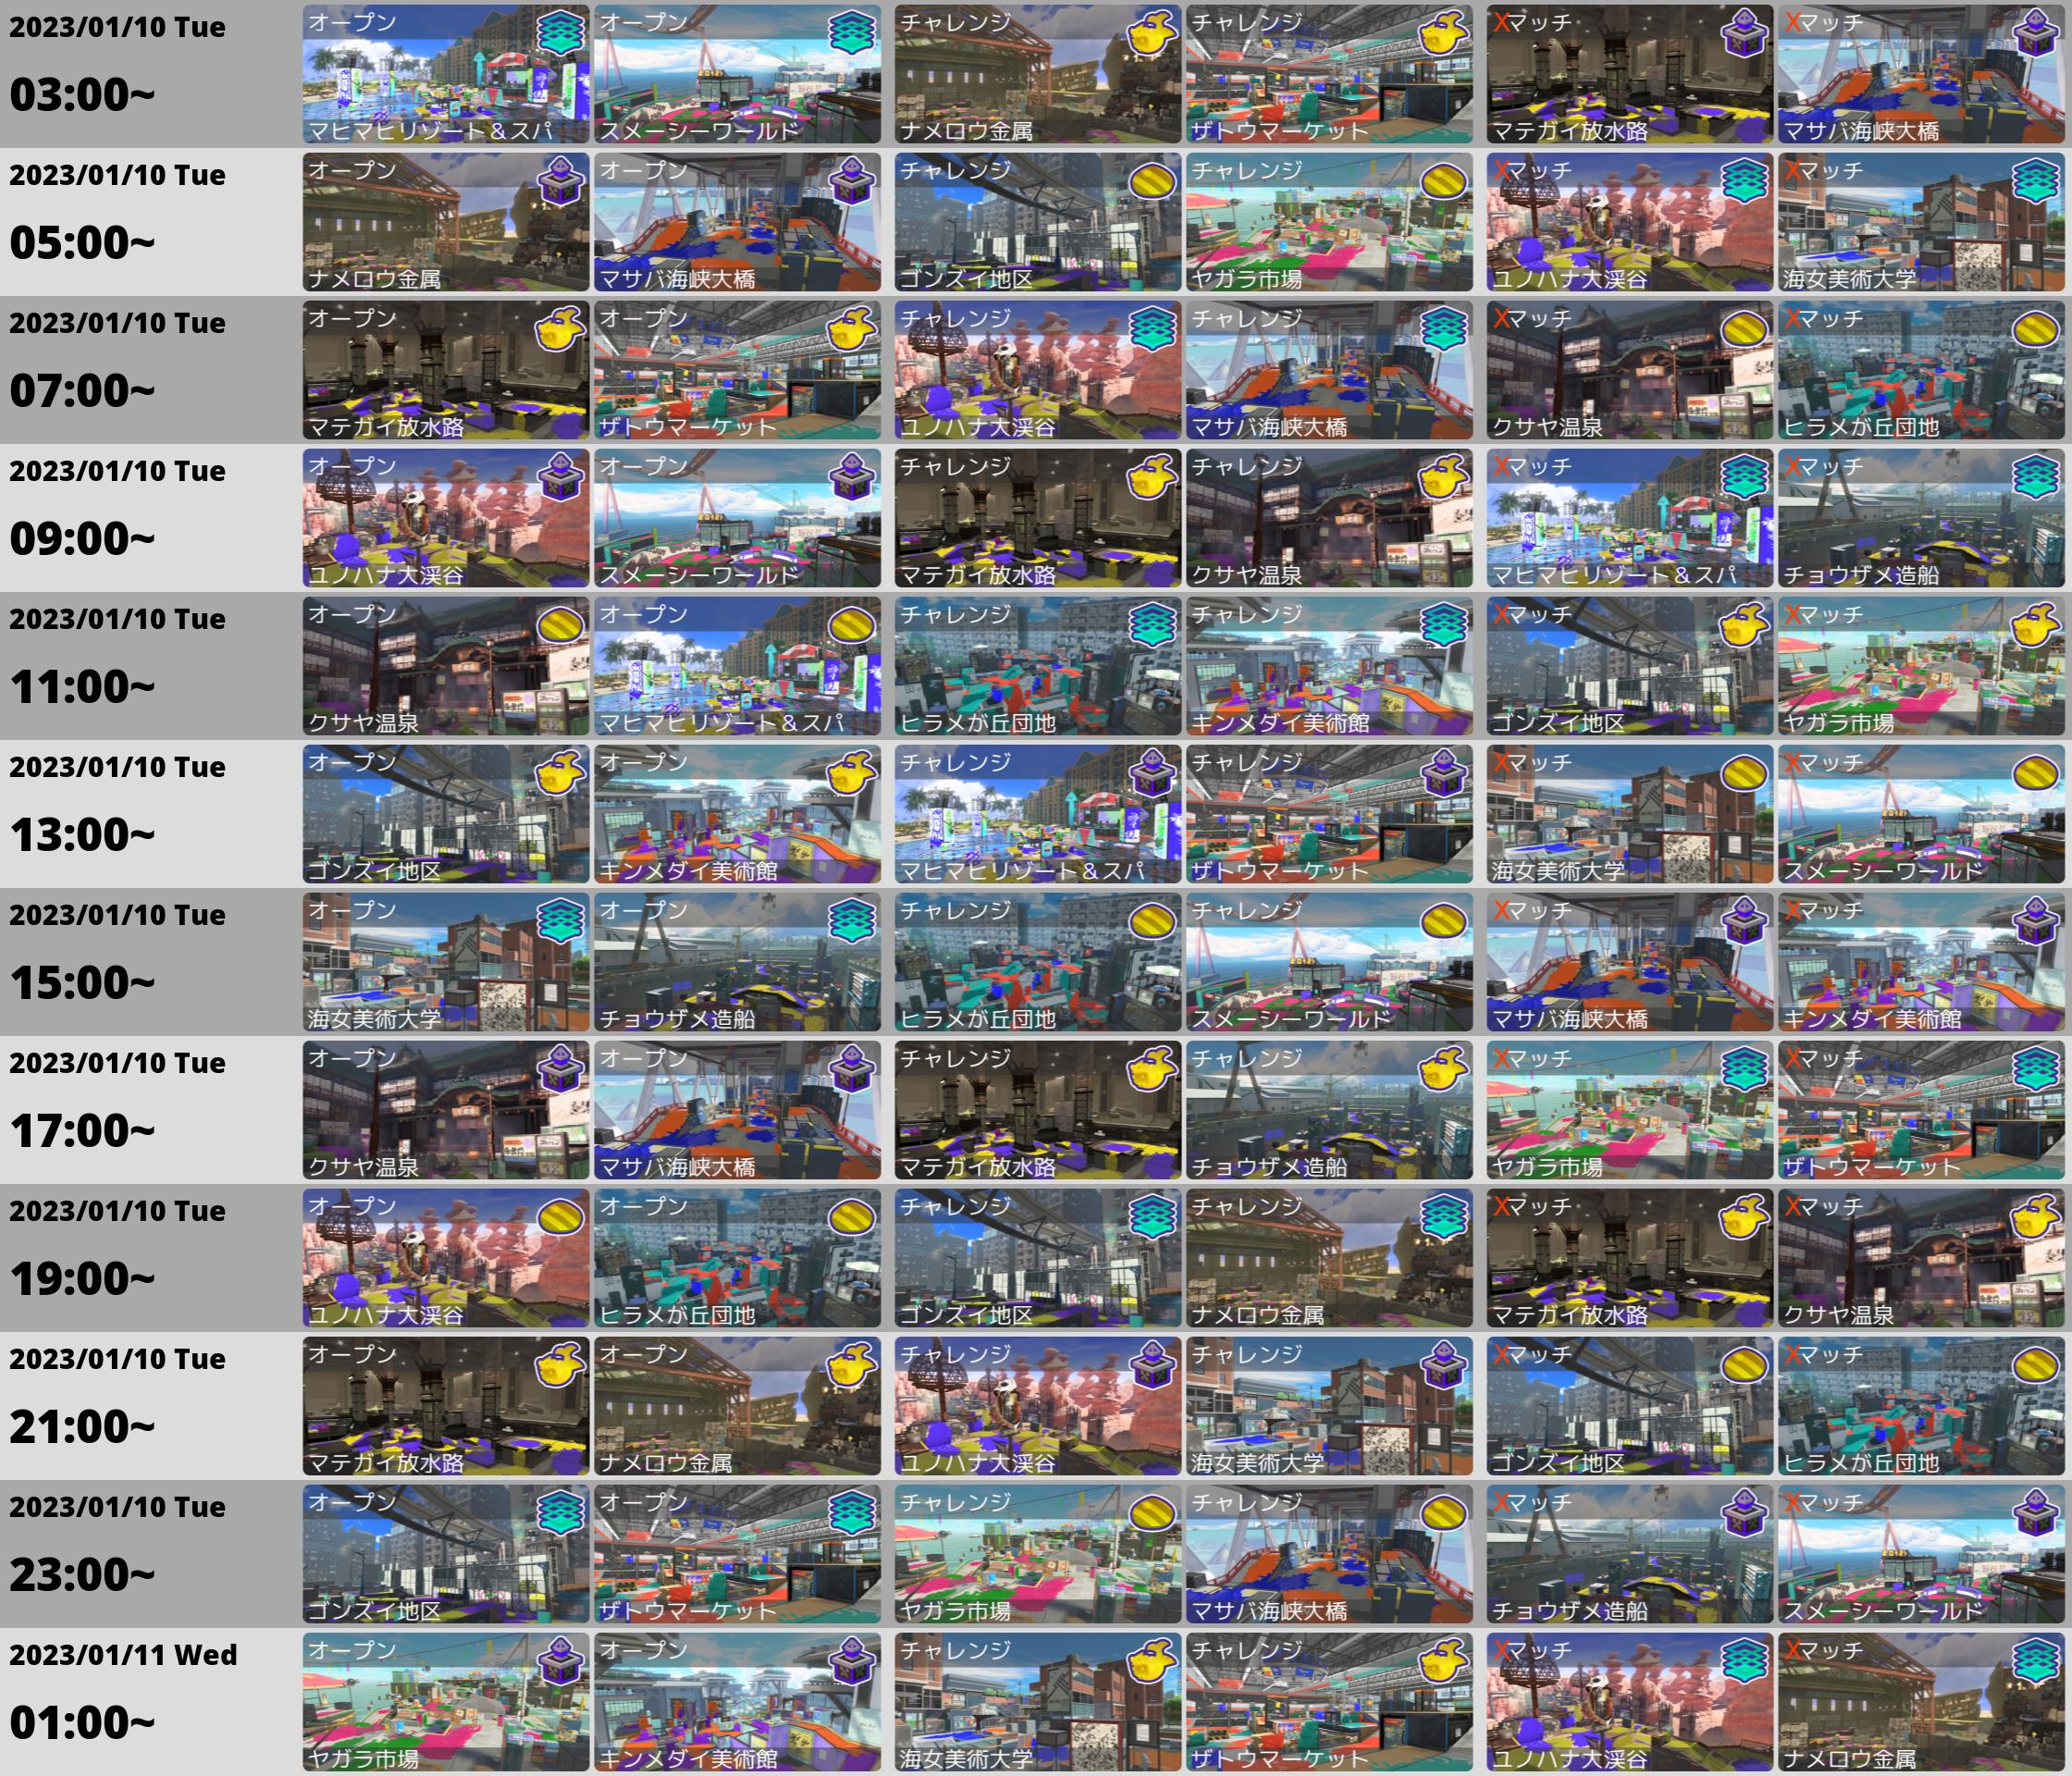 2023/01/10 Tue
03:00~
オープン オープン チャレンジ チャレンジ Xマッチ Xマッチ
マヒマヒリゾート＆スパ スメーシーワールド ナメロウ金属 ザトウマーケット マテガイ放水路 マサバ海峡大橋
2023/01/10 Tue
05:00~
オープン オープン チャレンジ チャレンジ Xマッチ Xマッチ
ナメロウ金属 マサバ海峡大橋 ゴンズイ地区 ヤガラ市場 ユノハナ大渓谷 海女美術大学
2023/01/10 Tue
07:00~
オープン オープン チャレンジ チャレンジ Xマッチ Xマッチ
マテガイ放水路 ザトウマーケット ユノハナ大渓谷 マサバ海峡大橋 クサヤ温泉 ヒラメが丘団地
2023/01/10 Tue
09:00~
オープン オープン チャレンジ チャレンジ Xマッチ Xマッチ
ユノハナ大渓谷 スメーシーワールド マテガイ放水路 クサヤ温泉 マヒマヒリゾート＆スパ チョウザメ造船
2023/01/10 Tue
11:00~
オープン オープン チャレンジ チャレンジ Xマッチ Xマッチ
クサヤ温泉 マヒマヒリゾート＆スパ ヒラメが丘団地 キンメダイ美術館 ゴンズイ地区 ヤガラ市場
2023/01/10 Tue
13:00~
オープン オープン チャレンジ チャレンジ Xマッチ Xマッチ
ゴンズイ地区 キンメダイ美術館 マヒマヒリゾート＆スパ ザトウマーケット 海女美術大学 スメーシーワールド
2023/01/10 Tue
15:00~
オープン オープン チャレンジ チャレンジ Xマッチ Xマッチ
海女美術大学 チョウザメ造船 ヒラメが丘団地 スメーシーワールド マサバ海峡大橋 キンメダイ美術館
2023/01/10 Tue
17:00~
オープン オープン チャレンジ チャレンジ Xマッチ Xマッチ
クサヤ温泉 マサバ海峡大橋 マテガイ放水路 チョウザメ造船 ヤガラ市場 ザトウマーケット
2023/01/10 Tue
19:00~
オープン オープン チャレンジ チャレンジ Xマッチ Xマッチ
ユノハナ大渓谷 ヒラメが丘団地 ゴンズイ地区 ナメロウ金属 マテガイ放水路 クサヤ温泉
2023/01/10 Tue
21:00~
オープン オープン チャレンジ チャレンジ Xマッチ Xマッチ
マテガイ放水路 ナメロウ金属 ユノハナ大渓谷 海女美術大学 ゴンズイ地区 ヒラメが丘団地
2023/01/10 Tue
23:00~
オープン オープン チャレンジ チャレンジ Xマッチ Xマッチ
ゴンズイ地区 ザトウマーケット ヤガラ市場 マサバ海峡大橋 チョウザメ造船 スメーシーワールド
2023/01/11 Wed
01:00~
オープン オープン チャレンジ チャレンジ Xマッチ Xマッチ
ヤガラ市場 キンメダイ美術館 海女美術大学 ザトウマーケット ユノハナ大渓谷 ナメロウ金属